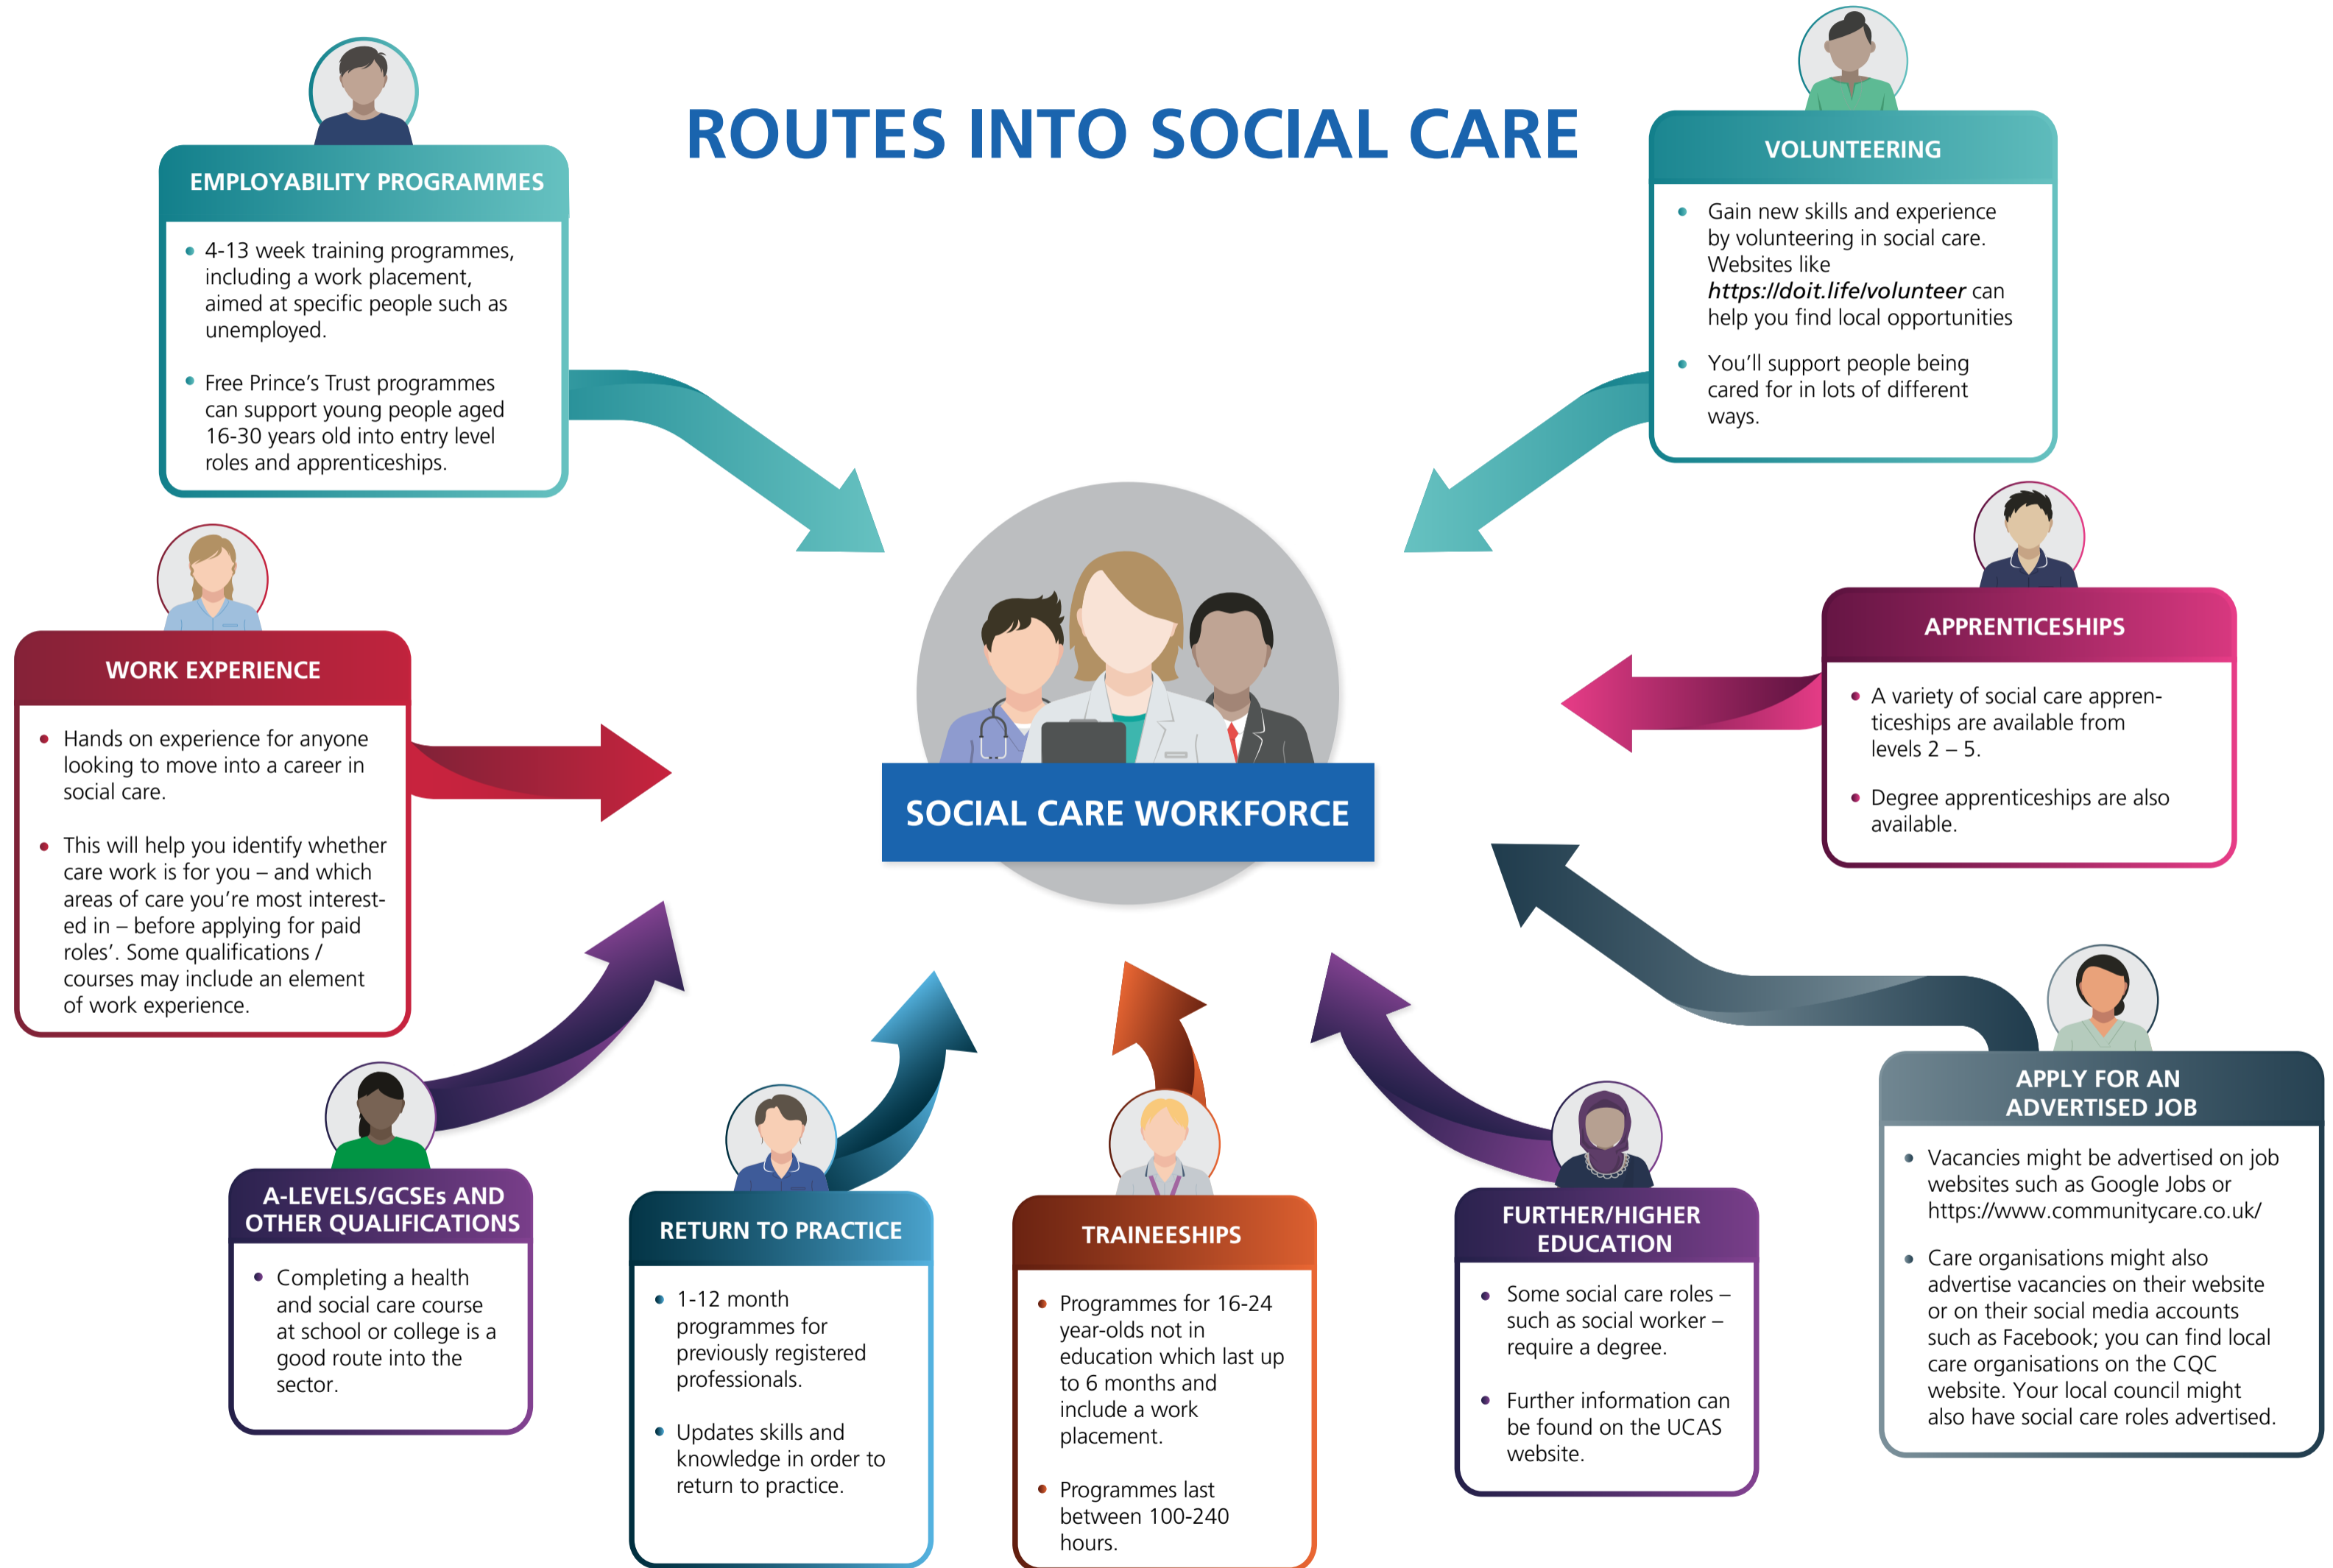 ROUTES INTO SOCIAL CARE
EMPLOYABILITY PROGRAMMES
• 4-13 week training programmes,
including a work placement,
aimed at specific people such as
unemployed.
• Free Prince’s Trust programmes
can support young people aged
16-30 years old into entry level
roles and apprenticeships.
VOLUNTEERING
• Gain new skills and experience
by volunteering in social care.
Websites like
https://doit.life/volunteer can
help you find local opportunities
• You’ll support people being
cared for in lots of different
ways.
WORK EXPERIENCE
• Hands on experience for anyone
looking to move into a career in
social care.
• This will help you identify whether
care work is for you – and which
areas of care you’re most interest-
ed in – before applying for paid
roles’. Some qualifications /
courses may include an element
of work experience.
SOCIAL CARE WORKFORCE
APPRENTICESHIPS
• A variety of social care appren-
ticeships are available from
levels 2 – 5.
• Degree apprenticeships are also
available.
A-LEVELS/GCSEs AND
OTHER QUALIFICATIONS
• Completing a health
and social care course
at school or college is a
good route into the
sector.
RETURN TO PRACTICE
• 1-12 month
programmes for
previously registered
professionals.
• Updates skills and
knowledge in order to
return to practice.
TRAINEESHIPS
• Programmes for 16-24
year-olds not in
education which last up
to 6 months and
include a work
placement.
• Programmes last
between 100-240
hours.
FURTHER/HIGHER
EDUCATION
• Some social care roles –
such as social worker –
require a degree.
• Further information can
be found on the UCAS
website.
APPLY FOR AN
ADVERTISED JOB
• Vacancies might be advertised on job
websites such as Google Jobs or
https://www.communitycare.co.uk/
• Care organisations might also
advertise vacancies on their website
or on their social media accounts
such as Facebook; you can find local
care organisations on the CQC
website. Your local council might
also have social care roles advertised.